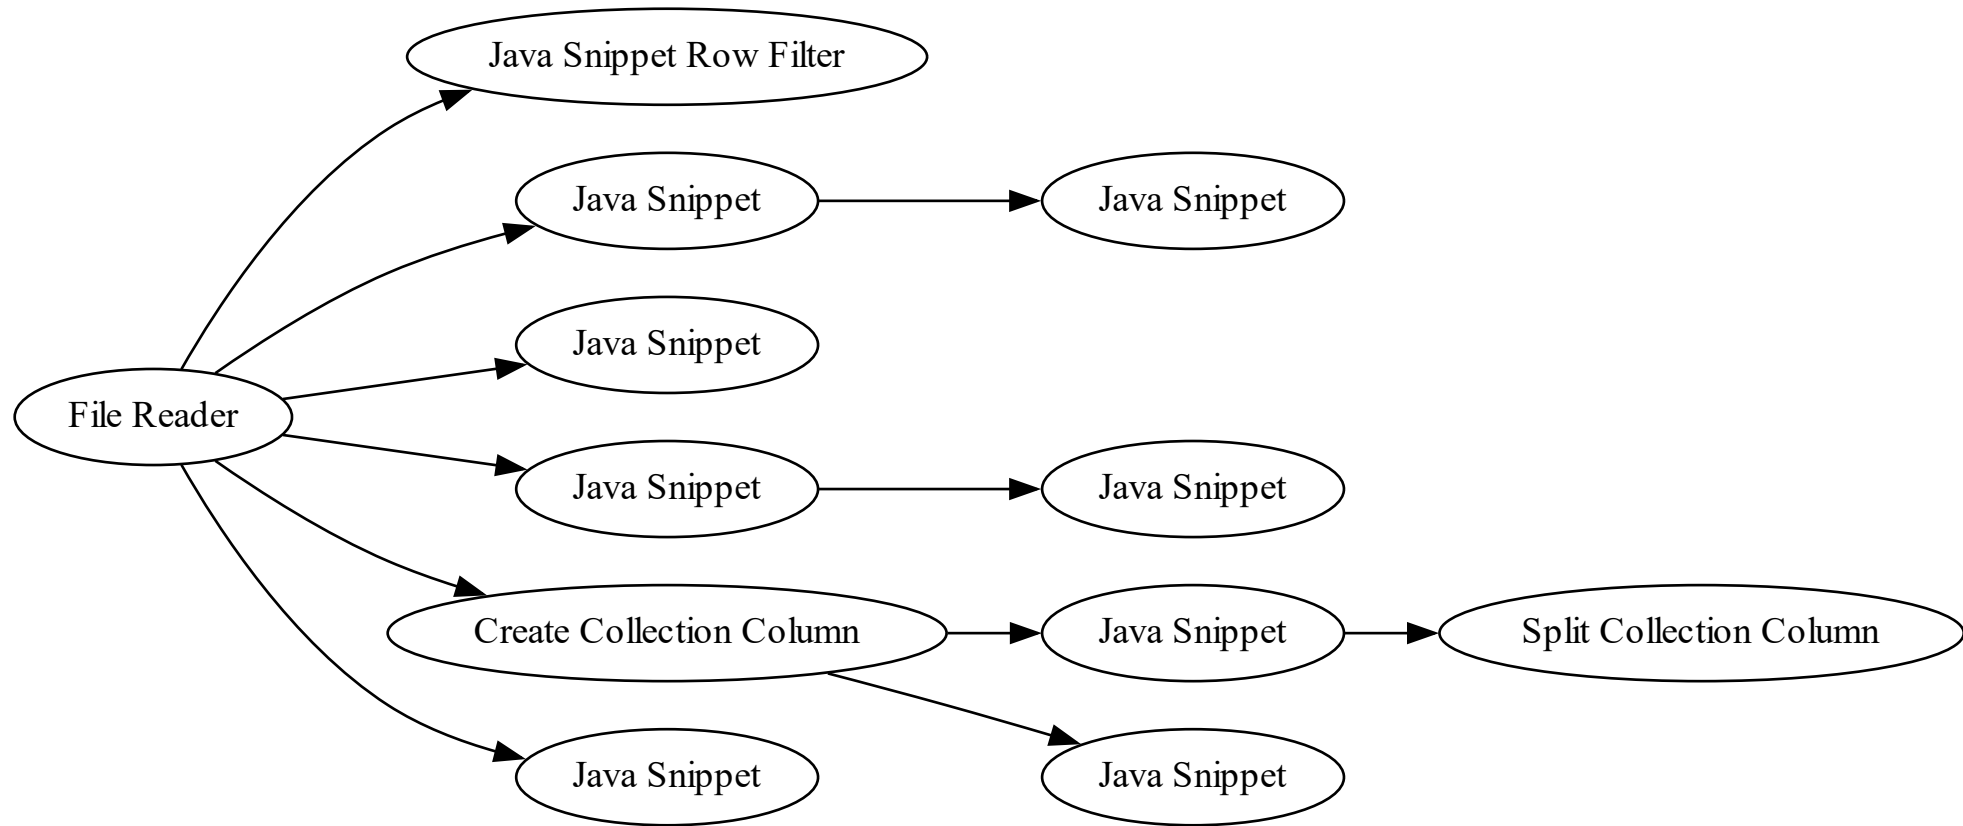 Java Snippet Row Filter
Java Snippet
Java Snippet
Java Snippet
File Reader
Java Snippet
Java Snippet
Create Collection Column
Java Snippet
Split Collection Column
Java Snippet
Java Snippet